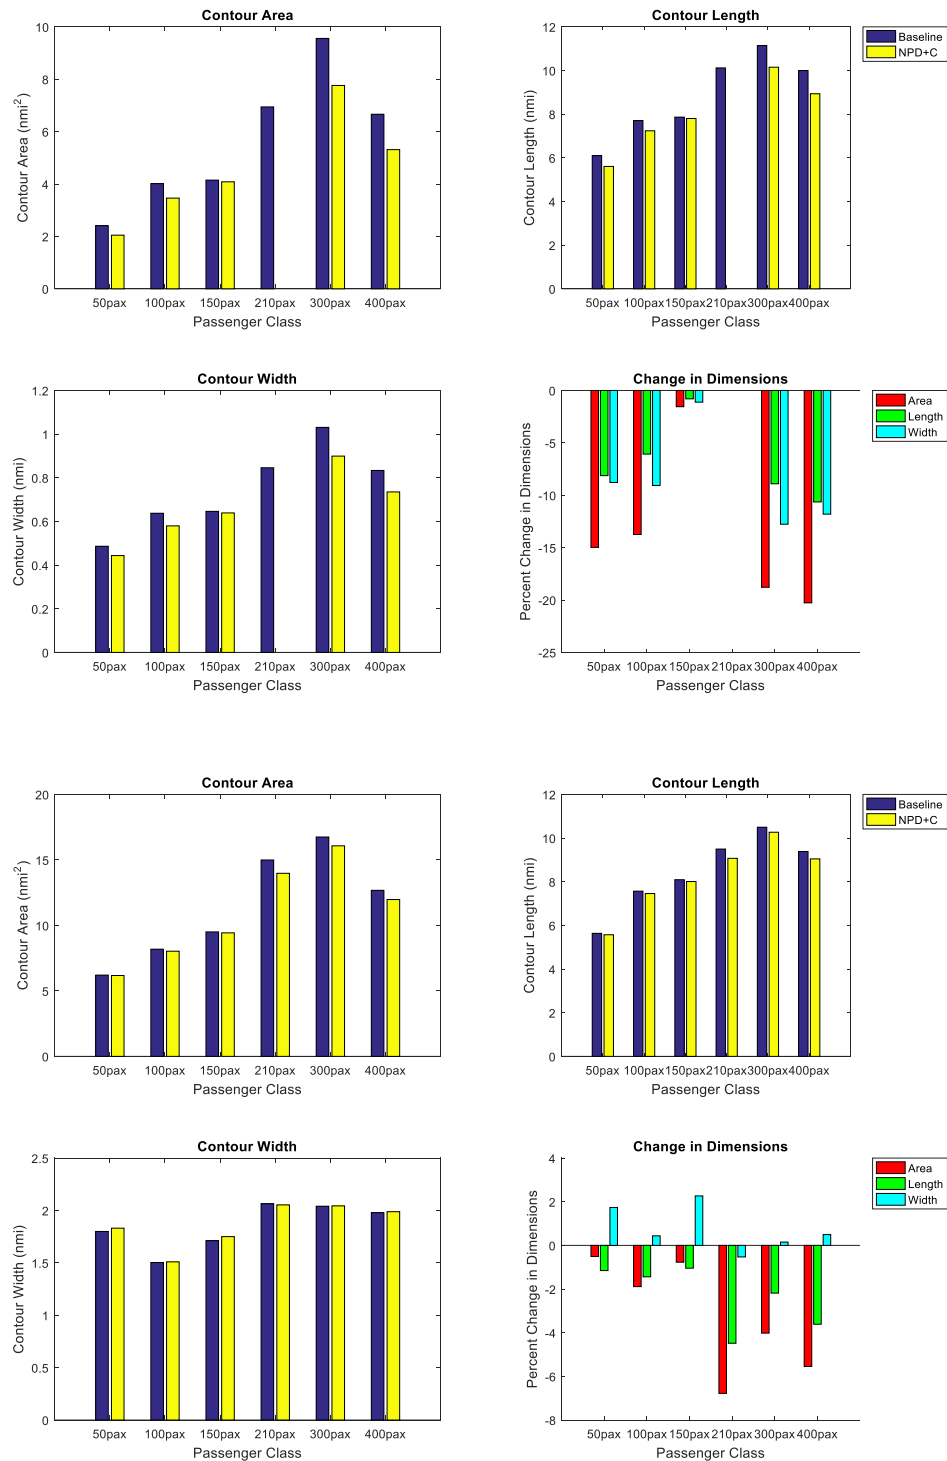 Contour Area
Contour Area (nmi²)
10
8
6
4
2
0
50pax 100pax 150pax 210pax 300pax 400pax
Passenger Class
Contour Length
Contour Length (nmi)
12
10
8
6
4
2
0
50pax 100pax 150pax 210pax 300pax 400pax
Passenger Class
Baseline
NPD+C
Contour Width
Contour Width (nmi)
1.2
1
0.8
0.6
0.4
0.2
0
50pax 100pax 150pax 210pax 300pax 400pax
Passenger Class
Change in Dimensions
Percent Change in Dimensions
0
-5
-10
-15
-20
-25
50pax 100pax 150pax 210pax 300pax 400pax
Passenger Class
Area
Length
Width
Contour Area
Contour Area (nmi²)
20
15
10
5
0
50pax 100pax 150pax 210pax 300pax 400pax
Passenger Class
Contour Length
Contour Length (nmi)
12
10
8
6
4
2
0
50pax 100pax 150pax 210pax 300pax 400pax
Passenger Class
Baseline
NPD+C
Contour Width
Contour Width (nmi)
2.5
2
1.5
1
0.5
0
50pax 100pax 150pax 210pax 300pax 400pax
Passenger Class
Change in Dimensions
Percent Change in Dimensions
4
2
0
-2
-4
-6
-8
50pax 100pax 150pax 210pax 300pax 400pax
Passenger Class
Area
Length
Width